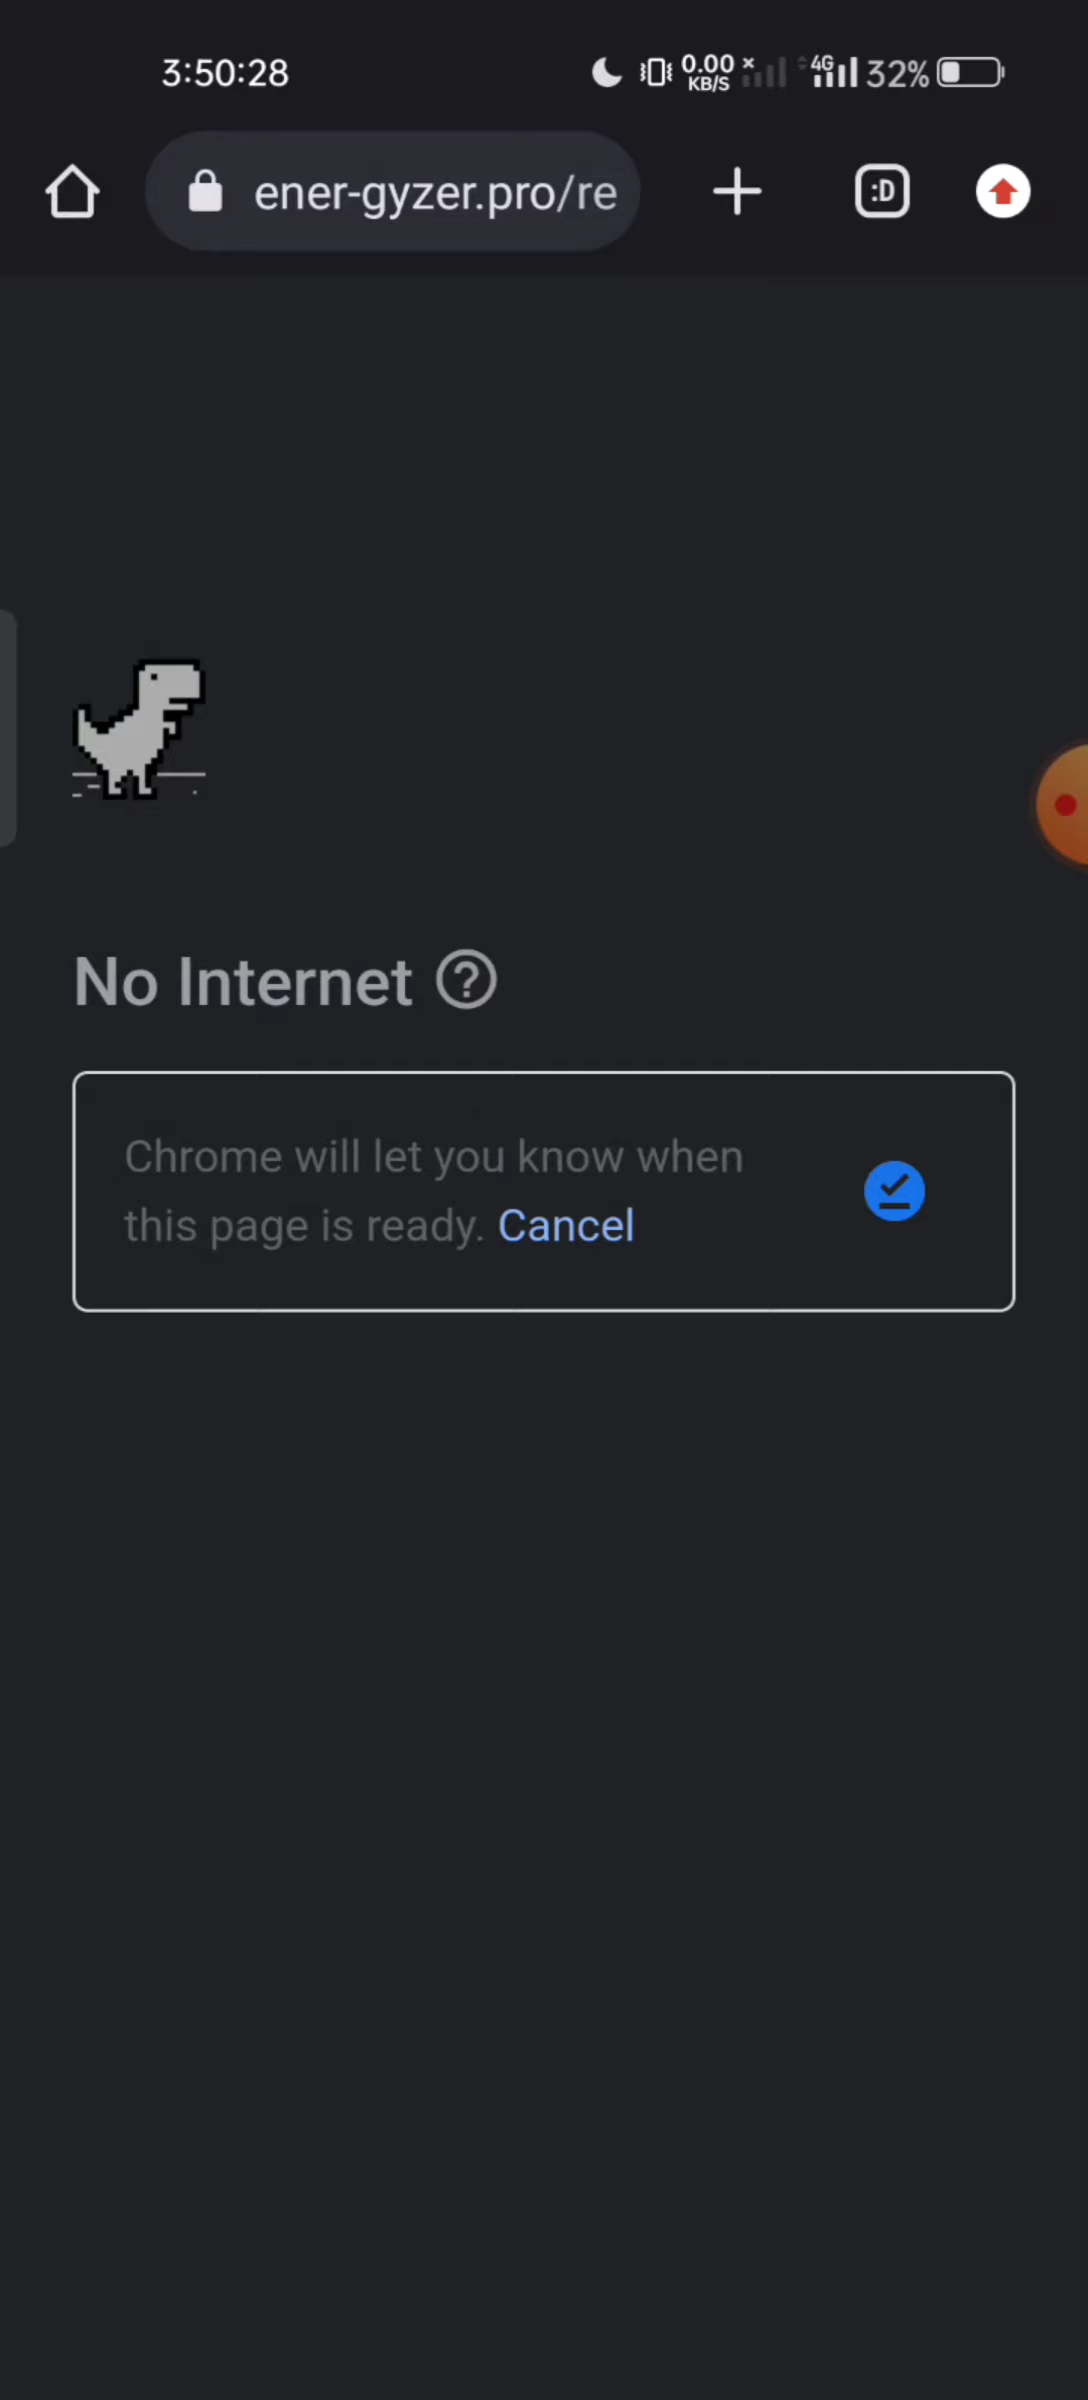 3:50:28 0.00 KB/S 4G 32%
ener-gyzer.pro/re :D
No Internet
Chrome will let you know when
this page is ready. Cancel